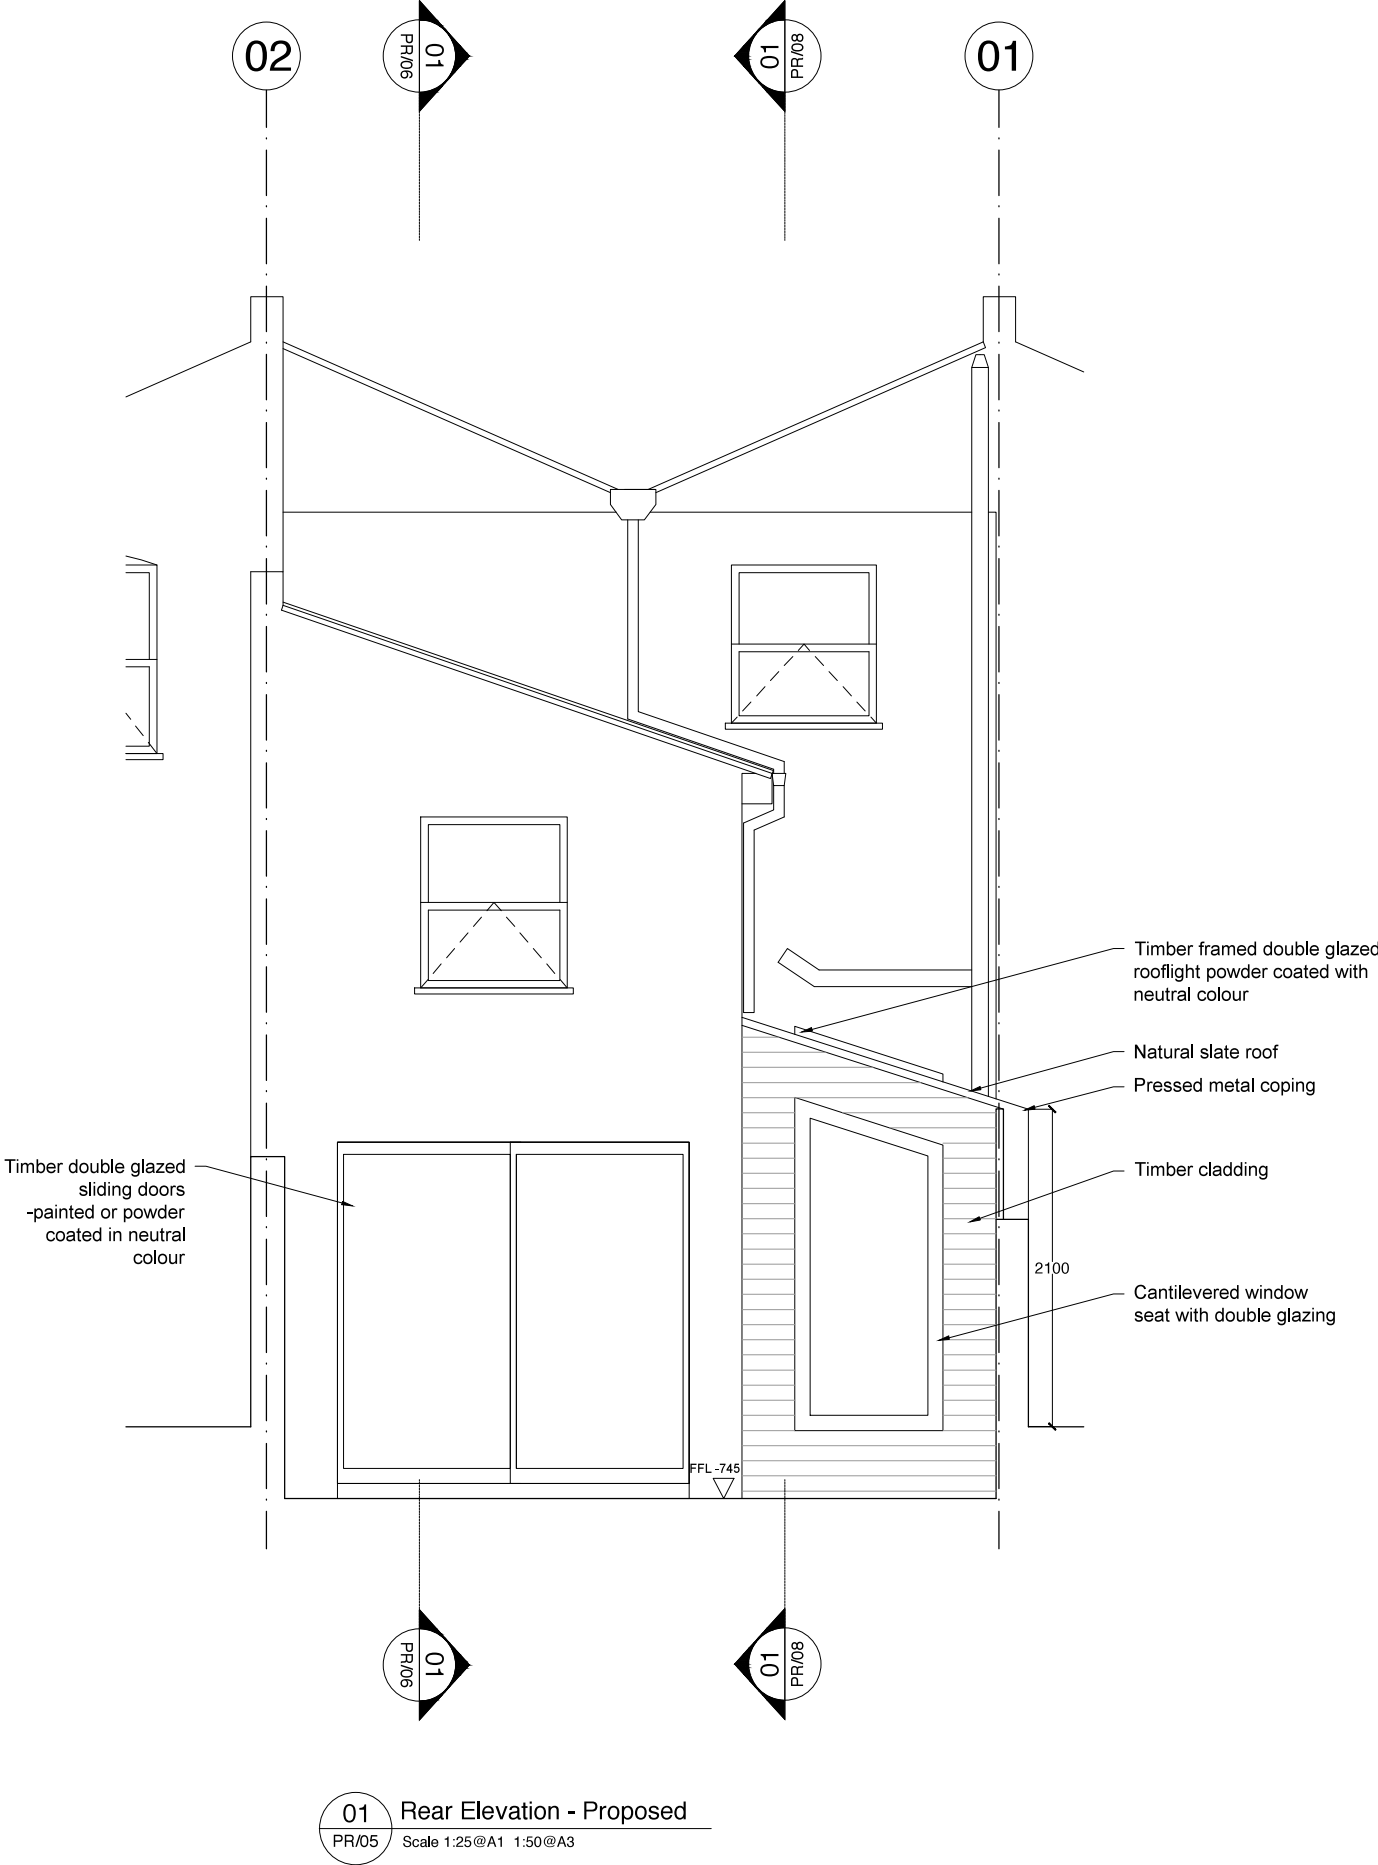 02
01
PR/06
01
PR/08
01
Timber framed double glazed
rooflight powder coated with
neutral colour
Natural slate roof
Pressed metal coping
Timber double glazed
sliding doors
-painted or powder
coated in neutral
colour
Timber cladding
2100
Cantilevered window
seat with double glazing
FFL -745
01
PR/06
01
PR/08
01
PR/05
Rear Elevation - Proposed
Scale 1:25@A1 1:50@A3